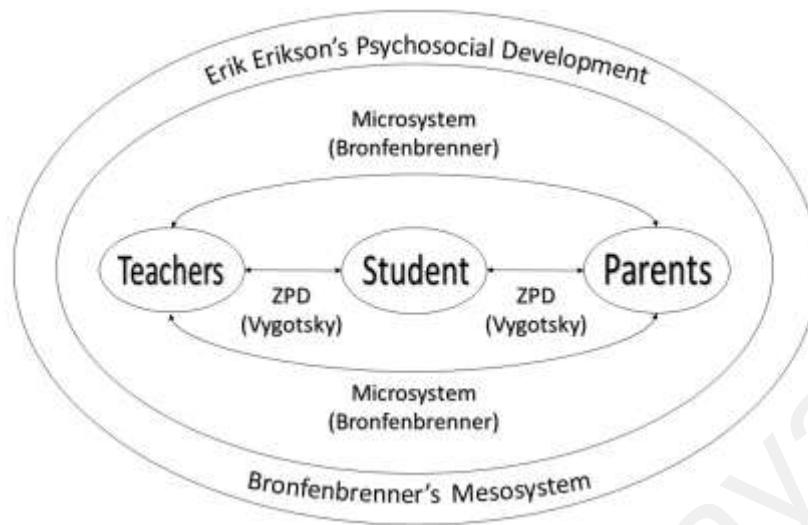 Erik Erikson's Psychosocial Development
Microsystem
(Bronfenbrenner)
Teachers
Student
Parents
ZPD
(Vygotsky)
ZPD
(Vygotsky)
Microsystem
(Bronfenbrenner)
Bronfenbrenner's Mesosystem